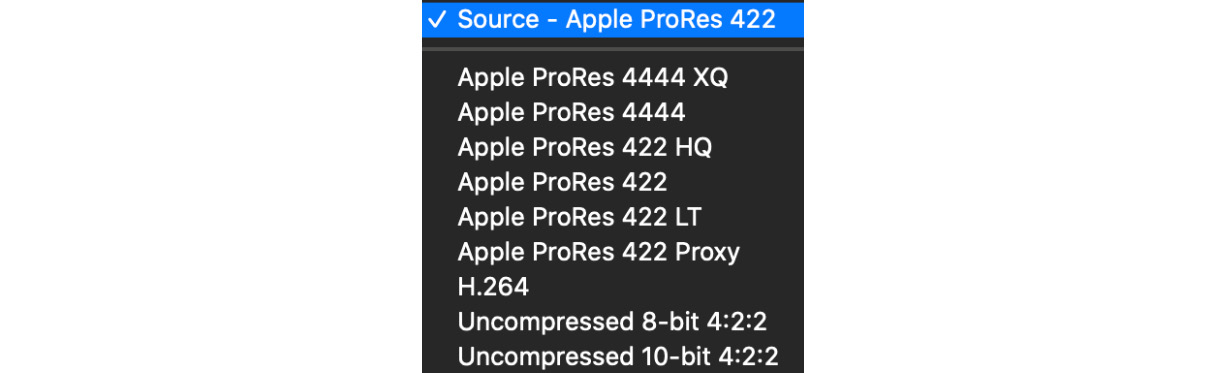 ✓ Source - Apple ProRes 422
Apple ProRes 4444 XQ
Apple ProRes 4444
Apple ProRes 422 HQ
Apple ProRes 422
Apple ProRes 422 LT
Apple ProRes 422 Proxy
H.264
Uncompressed 8-bit 4:2:2
Uncompressed 10-bit 4:2:2